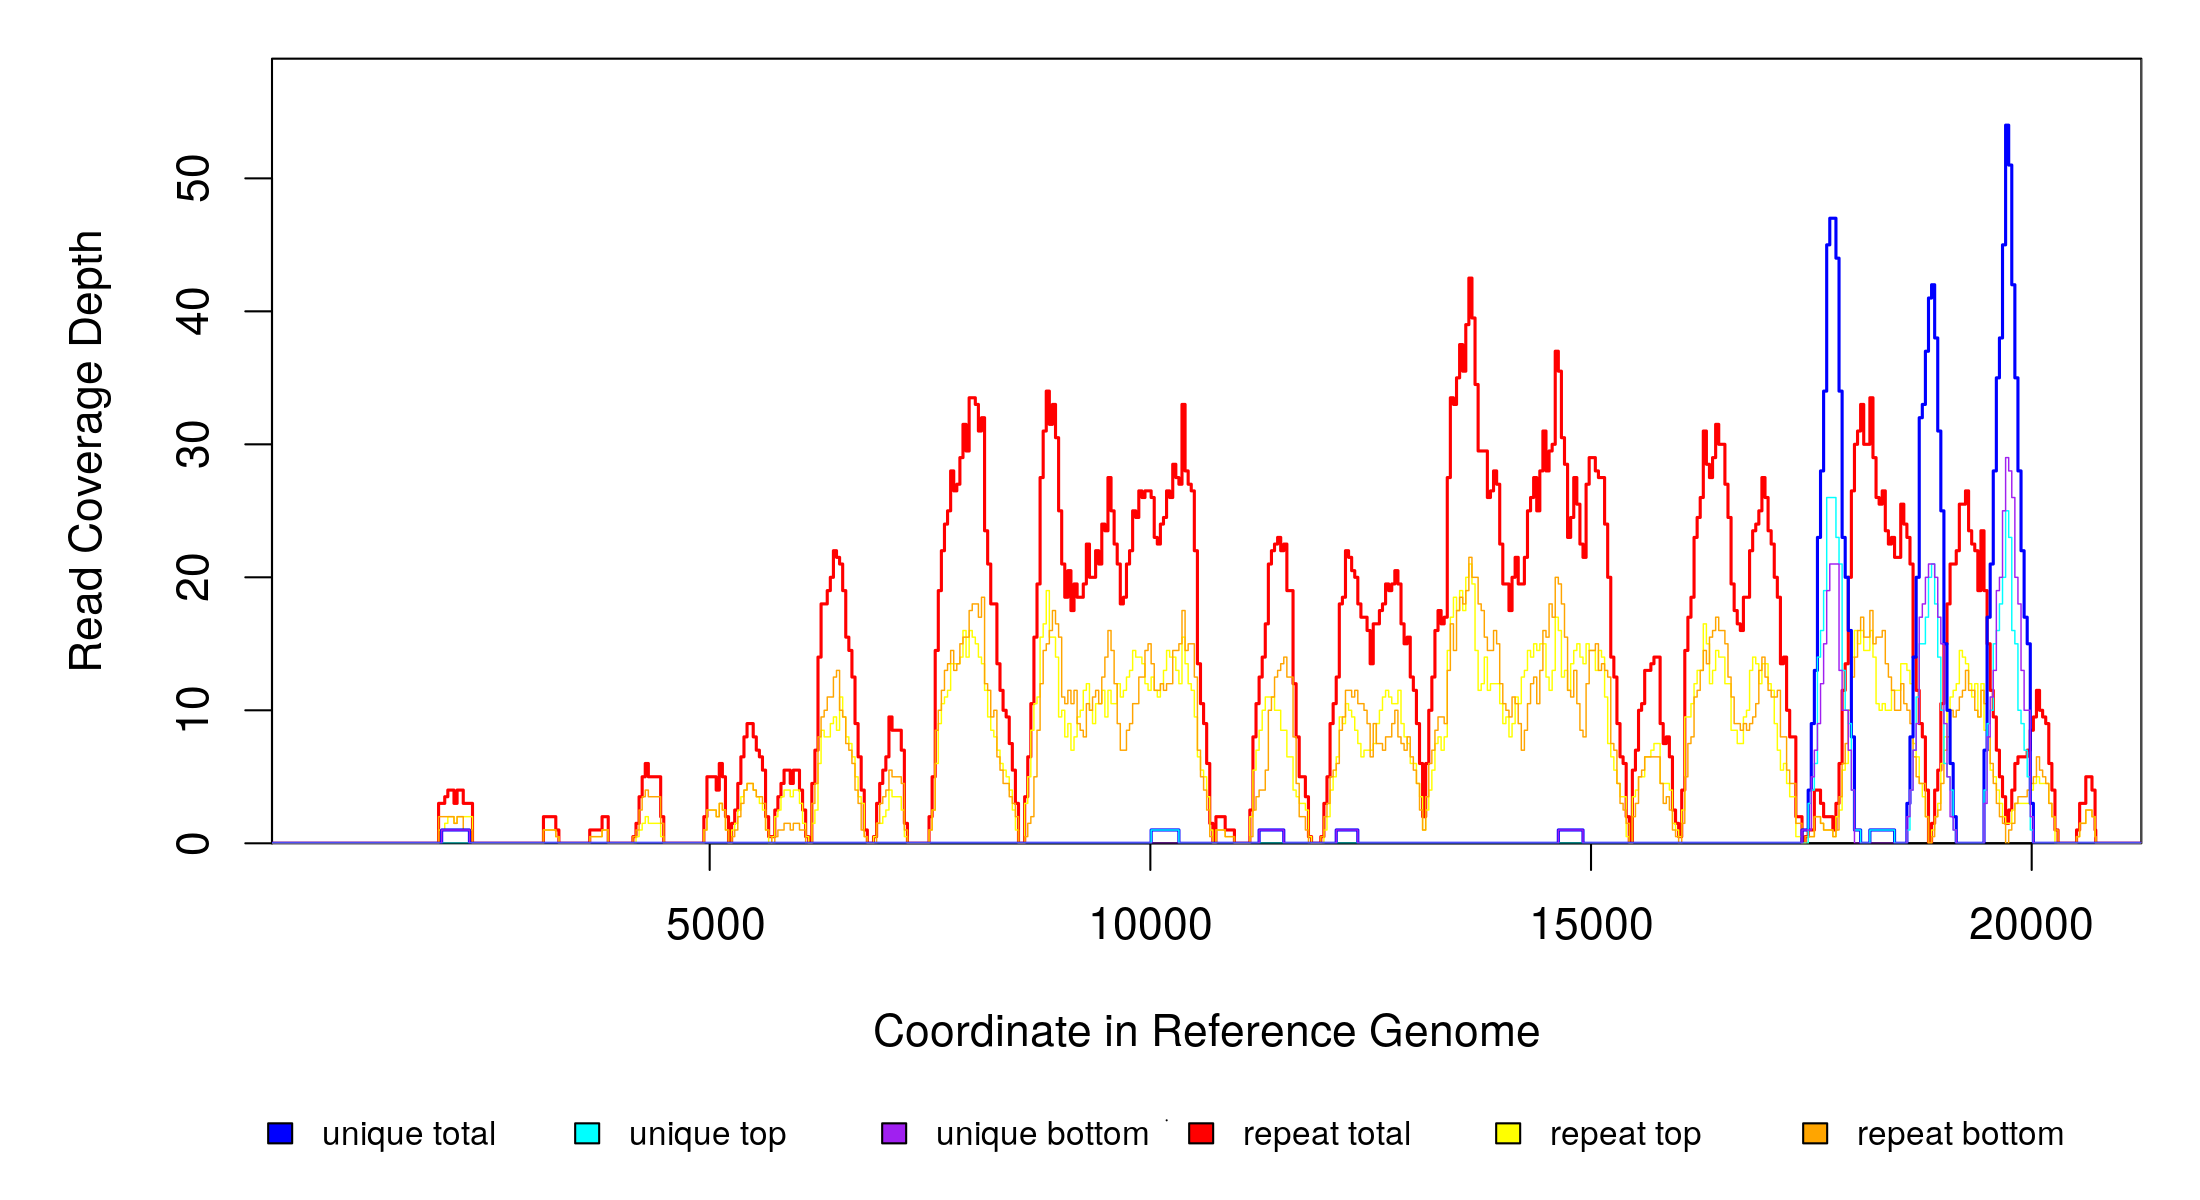 Read Coverage Depth
50
40
30
20
10
0
5000 10000 15000 20000
Coordinate in Reference Genome
unique total unique top unique bottom repeat total repeat top repeat bottom